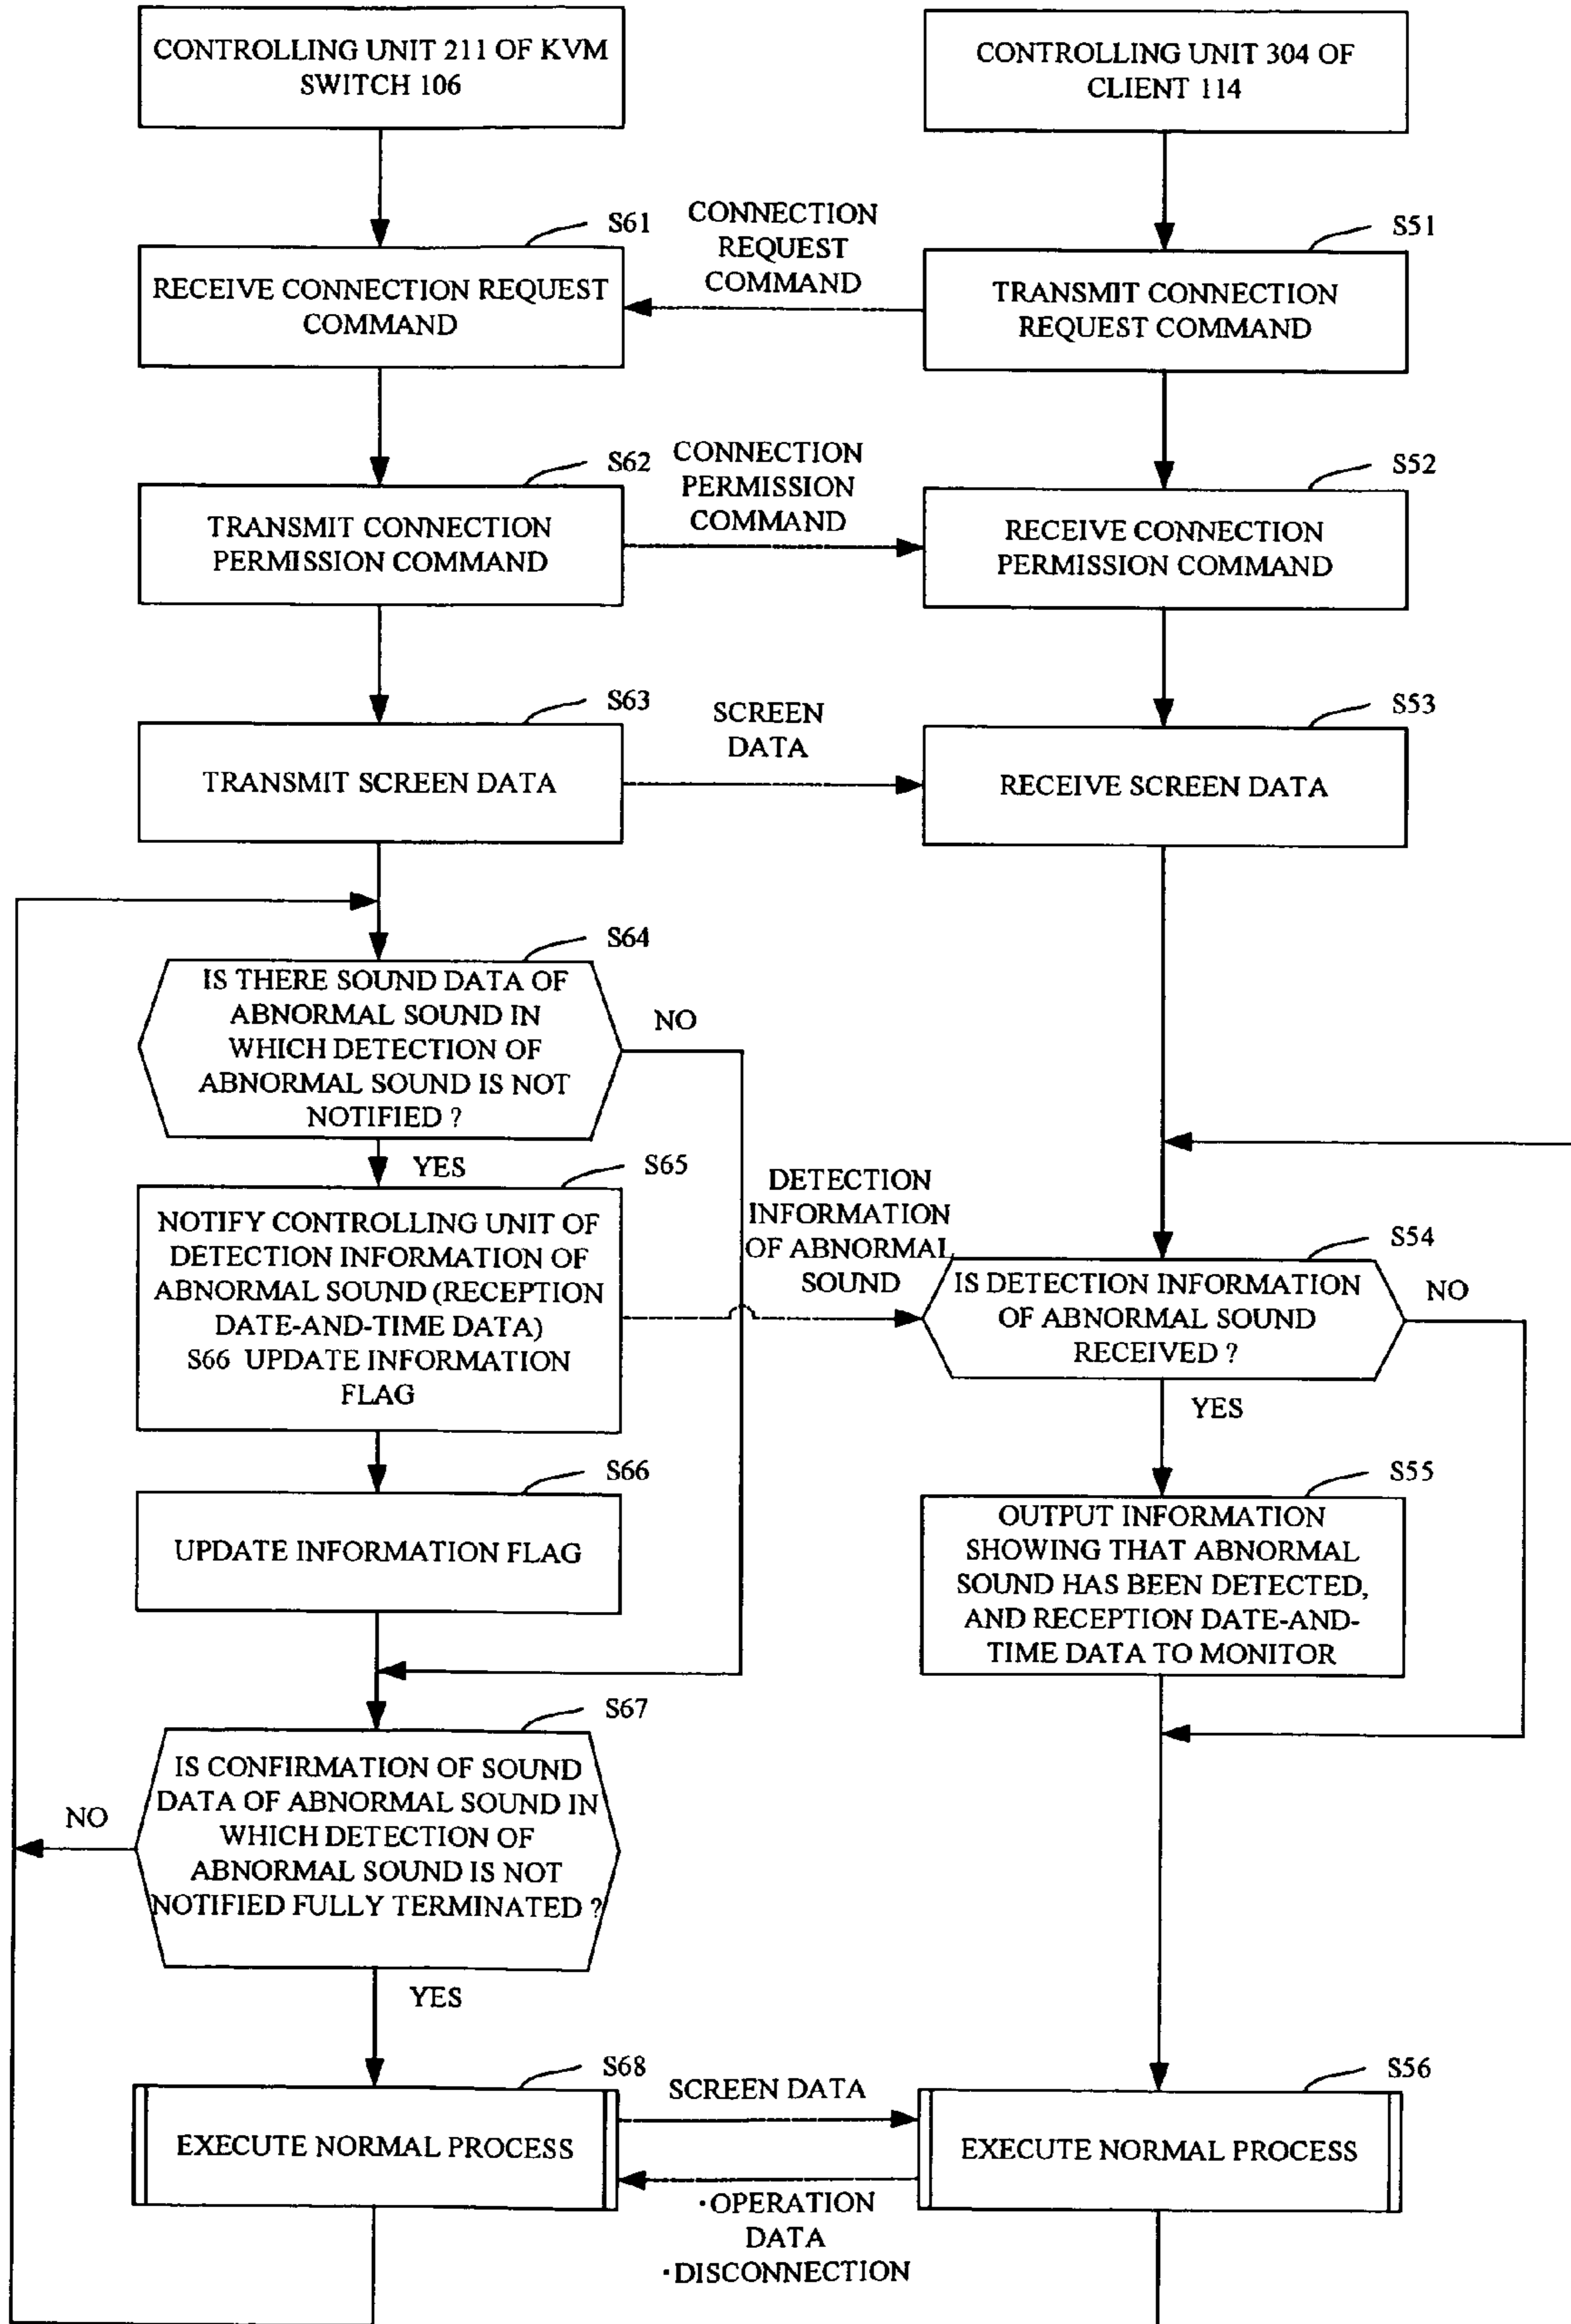 CONTROLLING UNIT 211 OF KVM
SWITCH 106
CONTROLLING UNIT 304 OF
CLIENT 114
S61
CONNECTION
REQUEST
COMMAND
S51
RECEIVE CONNECTION REQUEST
COMMAND
TRANSMIT CONNECTION
REQUEST COMMAND
S62
CONNECTION
PERMISSION
COMMAND
S52
TRANSMIT CONNECTION
PERMISSION COMMAND
RECEIVE CONNECTION
PERMISSION COMMAND
S63
SCREEN
DATA
S53
TRANSMIT SCREEN DATA
RECEIVE SCREEN DATA
S64
IS THERE SOUND DATA OF
ABNORMAL SOUND IN
WHICH DETECTION OF
ABNORMAL SOUND IS NOT
NOTIFIED ?
NO
YES
S65
NOTIFY CONTROLLING UNIT OF
DETECTION INFORMATION OF
ABNORMAL SOUND (RECEPTION
DATE-AND-TIME DATA)
S66 UPDATE INFORMATION
FLAG
DETECTION
INFORMATION
OF ABNORMAL
SOUND
S54
IS DETECTION INFORMATION
OF ABNORMAL SOUND
RECEIVED ?
NO
YES
S66
UPDATE INFORMATION FLAG
S55
OUTPUT INFORMATION
SHOWING THAT ABNORMAL
SOUND HAS BEEN DETECTED,
AND RECEPTION DATE-AND-
TIME DATA TO MONITOR
S67
IS CONFIRMATION OF SOUND
DATA OF ABNORMAL SOUND IN
WHICH DETECTION OF
ABNORMAL SOUND IS NOT
NOTIFIED FULLY TERMINATED ?
NO
YES
S68
SCREEN DATA
S56
EXECUTE NORMAL PROCESS
EXECUTE NORMAL PROCESS
・OPERATION
DATA
・DISCONNECTION